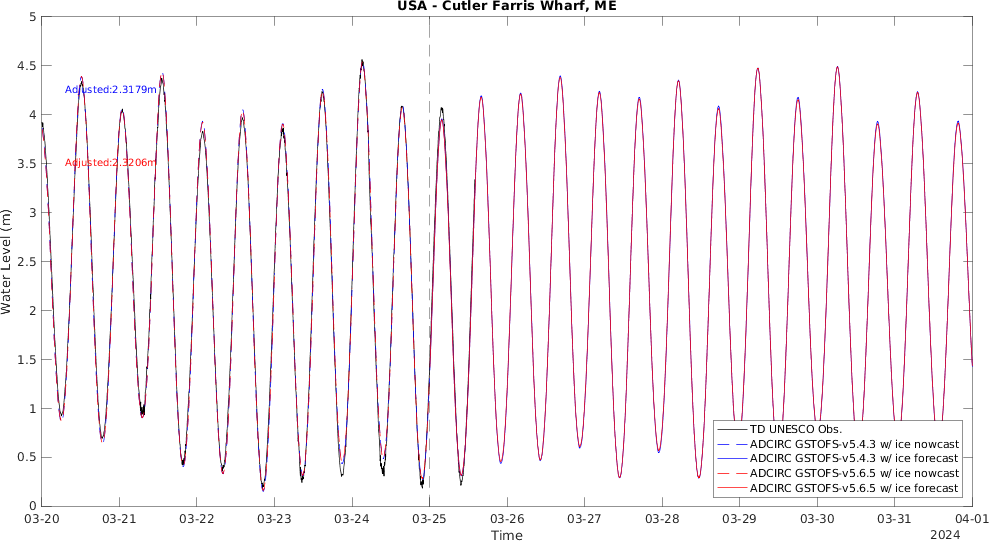 USA - Cutler Farris Wharf, ME
5
4.5
4
3.5
3
2.5
2
1.5
1
0.5
0
Water Level (m)
Adjusted:2.3179m
Adjusted:2.3206m
TD UNESCO Obs.
ADCIRC GSTOFS-v5.4.3 w/ ice nowcast
ADCIRC GSTOFS-v5.4.3 w/ ice forecast
ADCIRC GSTOFS-v5.6.5 w/ ice nowcast
ADCIRC GSTOFS-v5.6.5 w/ ice forecast
03-20 03-21 03-22 03-23 03-24 03-25 03-26 03-27 03-28 03-29 03-30 03-31 04-01
Time
2024